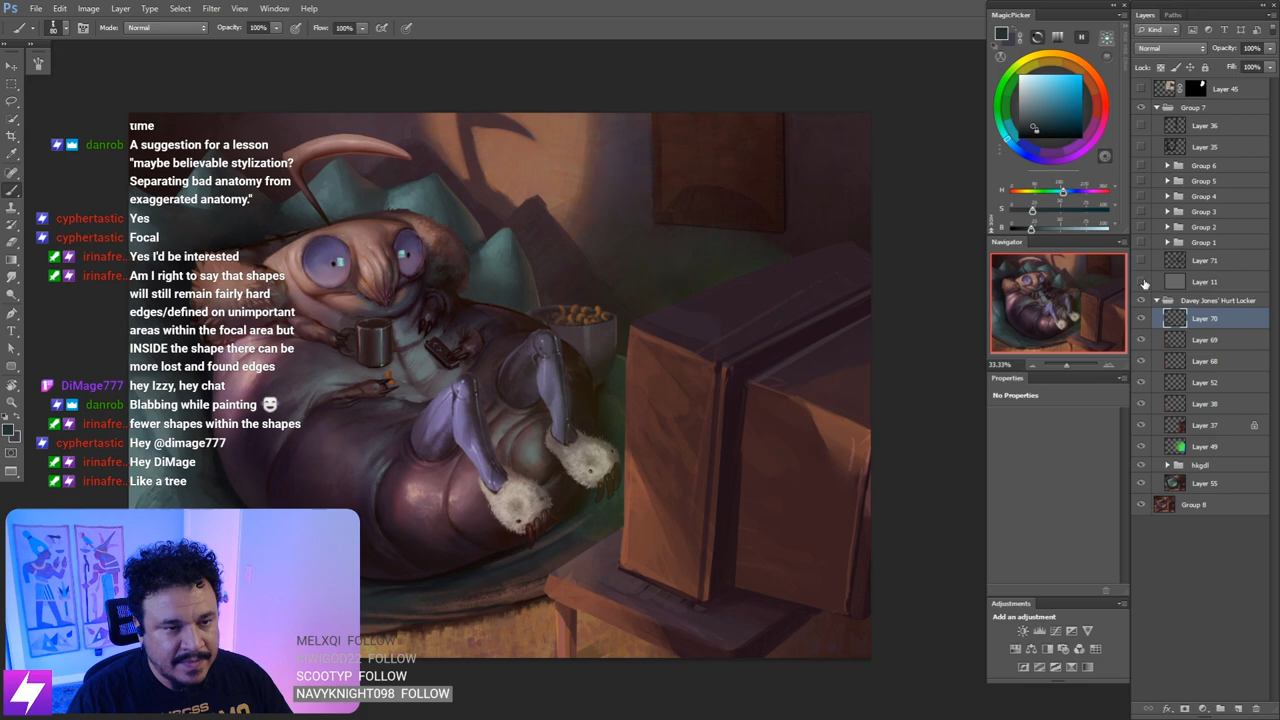 File Edit Image Layer Type Select Filter View Window Help
80 Mode: Normal Opacity: 100% Flow: 100%
time
danrob A suggestion for a lesson
"maybe believable stylization?
Separating bad anatomy from
exaggerated anatomy."
cyphertastic Yes
cyphertastic Focal
irinafre.. Yes I'd be interested
irinafre.. Am I right to say that shapes
will still remain fairly hard
edges/defined on unimportant
areas within the focal area but
INSIDE the shape there can be
more lost and found edges
DiMage777 hey Izzy, hey chat
danrob Blabbing while painting
irinafre.. fewer shapes within the shapes
cyphertastic Hey @dimage777
irinafre.. Hey DiMage
irinafre.. Like a tree
MELXQI FOLLOW
FOLLOW
SCOOTYP FOLLOW
NAVYKNIGHT098 FOLLOW
MagicPicker
H
H
S
B
Navigator
33.33%
Properties
No Properties
Adjustments
Add an adjustment
Layers Paths
Kind
Normal Opacity: 100%
Lock: Fill: 100%
Layer 45
Group 7
Layer 36
Layer 35
Group 6
Group 5
Group 4
Group 3
Group 2
Group 1
Layer 71
Layer 11
Davey Jones' Hurt Locker
Layer 70
Layer 69
Layer 68
Layer 52
Layer 38
Layer 37
Layer 49
hkgdl
Layer 55
Group 8